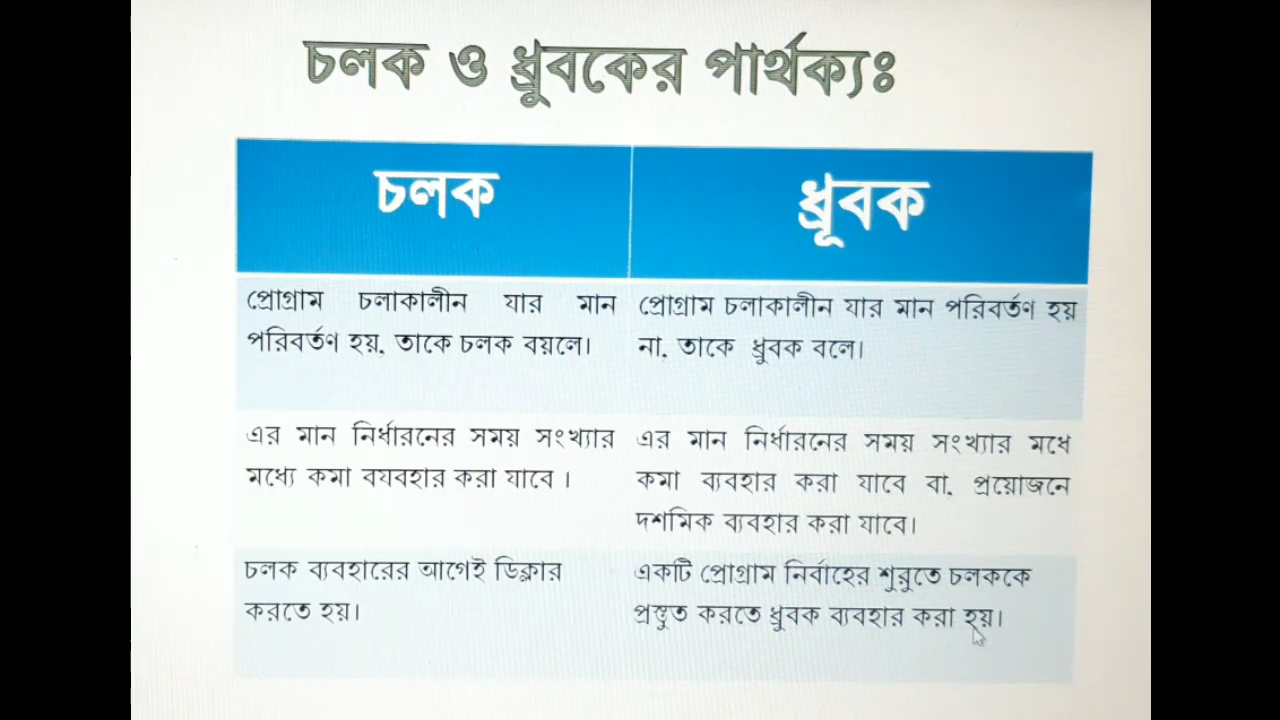 চলক ও ধ্রুবকের পার্থক্যঃ
চলক
ধ্রূবক
প্রোগ্রাম চলাকালীন যার মান
পরিবর্তণ হয়, তাকে চলক বয়লে।
প্রোগ্রাম চলাকালীন যার মান পরিবর্তণ হয়
না, তাকে ধ্রুবক বলে।
এর মান নির্ধারনের সময় সংখ্যার
মধ্যে কমা বযবহার করা যাবে ।
এর মান নির্ধারনের সময় সংখ্যার মধে
কমা ব্যবহার করা যাবে বা, প্রয়োজনে
দশমিক ব্যবহার করা যাবে।
চলক ব্যবহারের আগেই ডিক্লার
করতে হয়।
একটি প্রোগ্রাম নির্বাহের শুরুতে চলককে
প্রস্তুত করতে ধ্রুবক ব্যবহার করা হয়।